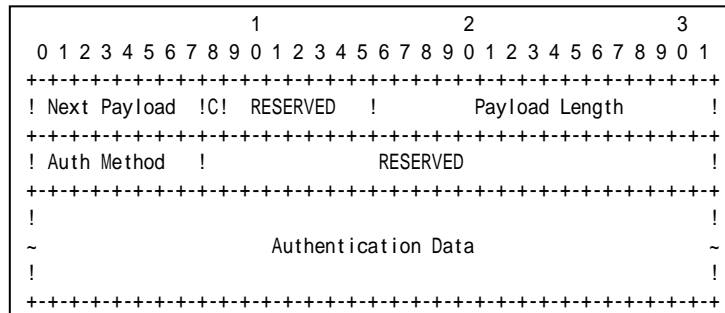 1                   2                   3
 0 1 2 3 4 5 6 7 8 9 0 1 2 3 4 5 6 7 8 9 0 1 2 3 4 5 6 7 8 9 0 1
+-+-+-+-+-+-+-+-+-+-+-+-+-+-+-+-+-+-+-+-+-+-+-+-+-+-+-+-+-+-+-+-+
! Next Payload  !C!  RESERVED   !         Payload Length        !
+-+-+-+-+-+-+-+-+-+-+-+-+-+-+-+-+-+-+-+-+-+-+-+-+-+-+-+-+-+-+-+-+
! Auth Method   !                RESERVED                       !
+-+-+-+-+-+-+-+-+-+-+-+-+-+-+-+-+-+-+-+-+-+-+-+-+-+-+-+-+-+-+-+-+
!                                                               !
~                      Authentication Data                      ~
!                                                               !
+-+-+-+-+-+-+-+-+-+-+-+-+-+-+-+-+-+-+-+-+-+-+-+-+-+-+-+-+-+-+-+-+